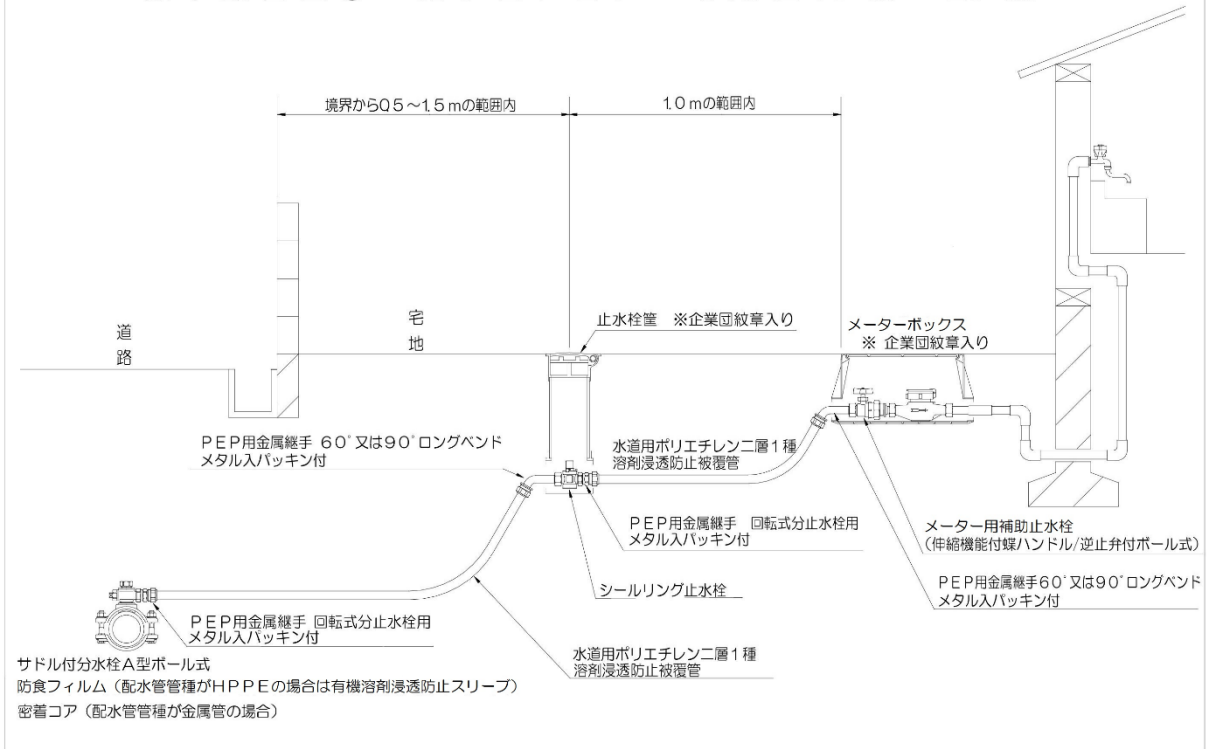 境界から0.5～1.5mの範囲内
1.0mの範囲内
道路
宅地
止水栓筐　※企業団紋章入り
メーターボックス
※ 企業団紋章入り
PEP用金属継手 60°又は90°ロングベンド
メタル入パッキン付
水道用ポリエチレン二層1種
溶剤浸透防止被覆管
PEP用金属継手　回転式分止水栓用
メタル入パッキン付
メーター用補助止水栓
(伸縮機能付蝶ハンドル/逆止弁付ボール式)
シールリング止水栓
PEP用金属継手60°又は90°ロングベンド
メタル入パッキン付
PEP用金属継手 回転式分止水栓用
メタル入パッキン付
水道用ポリエチレン二層1種
溶剤浸透防止被覆管
サドル付分水栓A型ボール式
防食フィルム（配水管管種がHPPEの場合は有機溶剤浸透防止スリーブ）
密着コア（配水管管種が金属管の場合）